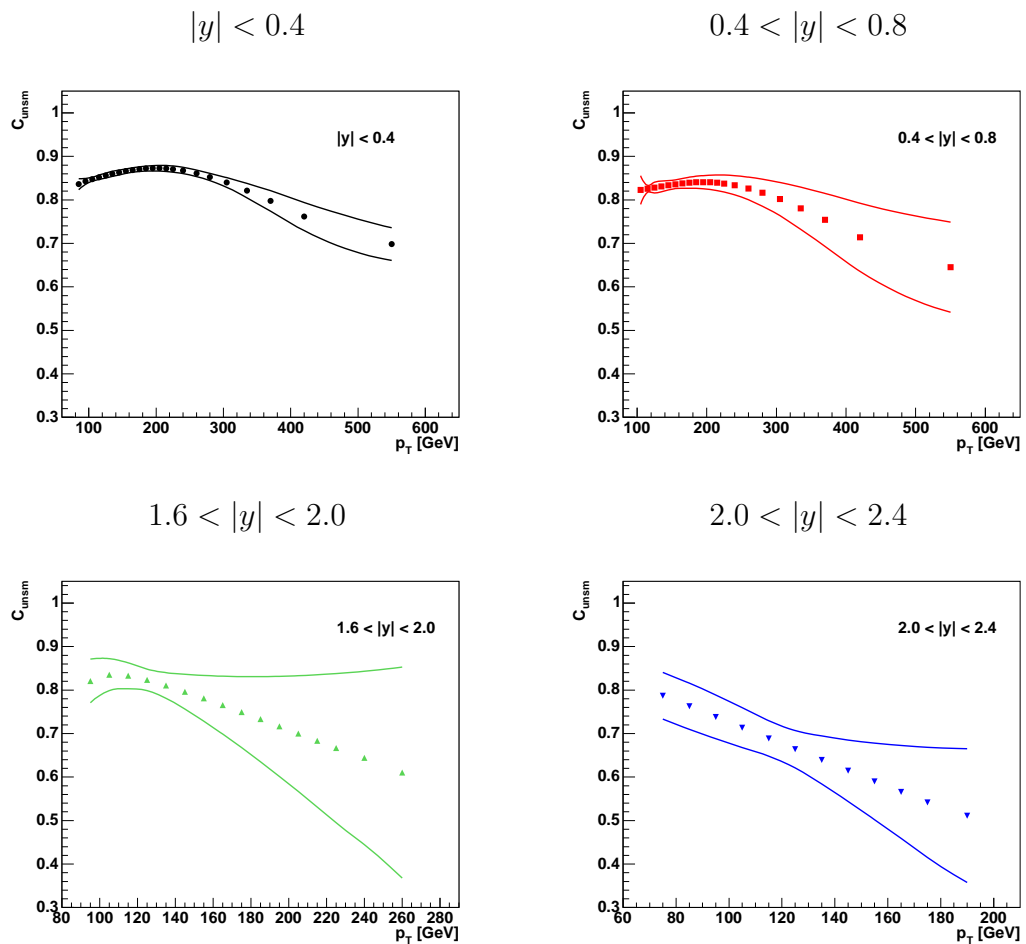 |y| < 0.4
0.4 < |y| < 0.8
C_unsm
1
0.9
0.8
0.7
0.6
0.5
0.4
0.3
|y| < 0.4
100 200 300 400 500 600
p_T [GeV]
C_unsm
1
0.9
0.8
0.7
0.6
0.5
0.4
0.3
0.4 < |y| < 0.8
100 200 300 400 500 600
p_T [GeV]
1.6 < |y| < 2.0
2.0 < |y| < 2.4
C_unsm
1
0.9
0.8
0.7
0.6
0.5
0.4
0.3
1.6 < |y| < 2.0
80 100 120 140 160 180 200 220 240 260 280
p_T [GeV]
C_unsm
1
0.9
0.8
0.7
0.6
0.5
0.4
0.3
2.0 < |y| < 2.4
60 80 100 120 140 160 180 200
p_T [GeV]